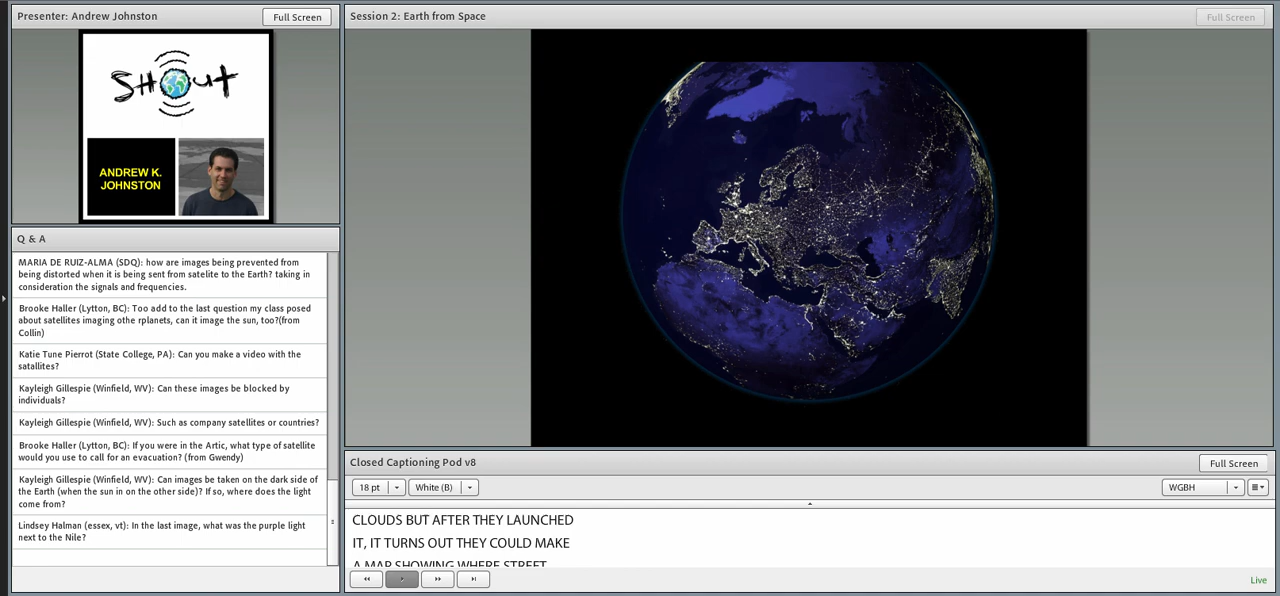 Presenter: Andrew Johnston
Full Screen
SHOut
ANDREW K.
JOHNSTON
Q & A
MARIA DE RUIZ-ALMA (SDQ): how are images being prevented from
being distorted when it is being sent from satelite to the Earth? taking in
consideration the signals and frequencies.
Brooke Haller (Lytton, BC): Too add to the last question my class posed
about satellites imaging othe rplanets, can it image the sun, too?(from
Collin)
Katie Tune Pierrot (State College, PA): Can you make a video with the
satallites?
Kayleigh Gillespie (Winfield, WV): Can these images be blocked by
individuals?
Kayleigh Gillespie (Winfield, WV): Such as company satellites or countries?
Brooke Haller (Lytton, BC): If you were in the Artic, what type of satellite
would you use to call for an evacuation? (from Gwendy)
Kayleigh Gillespie (Winfield, WV): Can images be taken on the dark side of
the Earth (when the sun in on the other side)? If so, where does the light
come from?
Lindsey Halman (essex, vt): In the last image, what was the purple light
next to the Nile?
Session 2: Earth from Space
Full Screen
Closed Captioning Pod v8
Full Screen
18 pt
White (B)
WGBH
CLOUDS BUT AFTER THEY LAUNCHED
IT, IT TURNS OUT THEY COULD MAKE
A MAP SHOWING WHERE STREET
Live